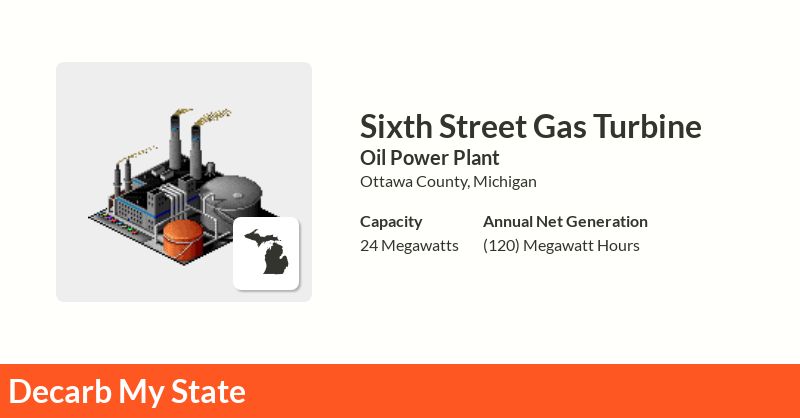 Sixth Street Gas Turbine
Oil Power Plant
Ottawa County, Michigan
Capacity Annual Net Generation
24 Megawatts (120) Megawatt Hours
Decarb My State